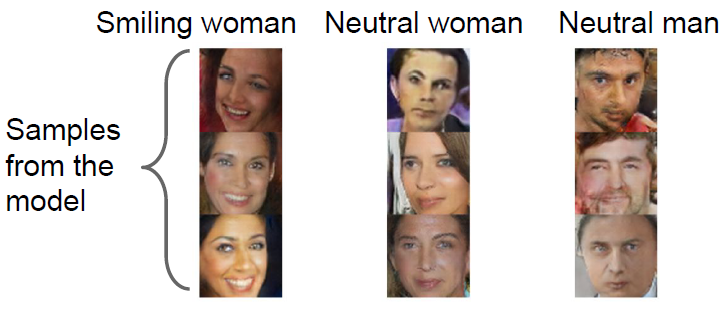 Smiling woman Neutral woman Neutral man
Samples
from the
model